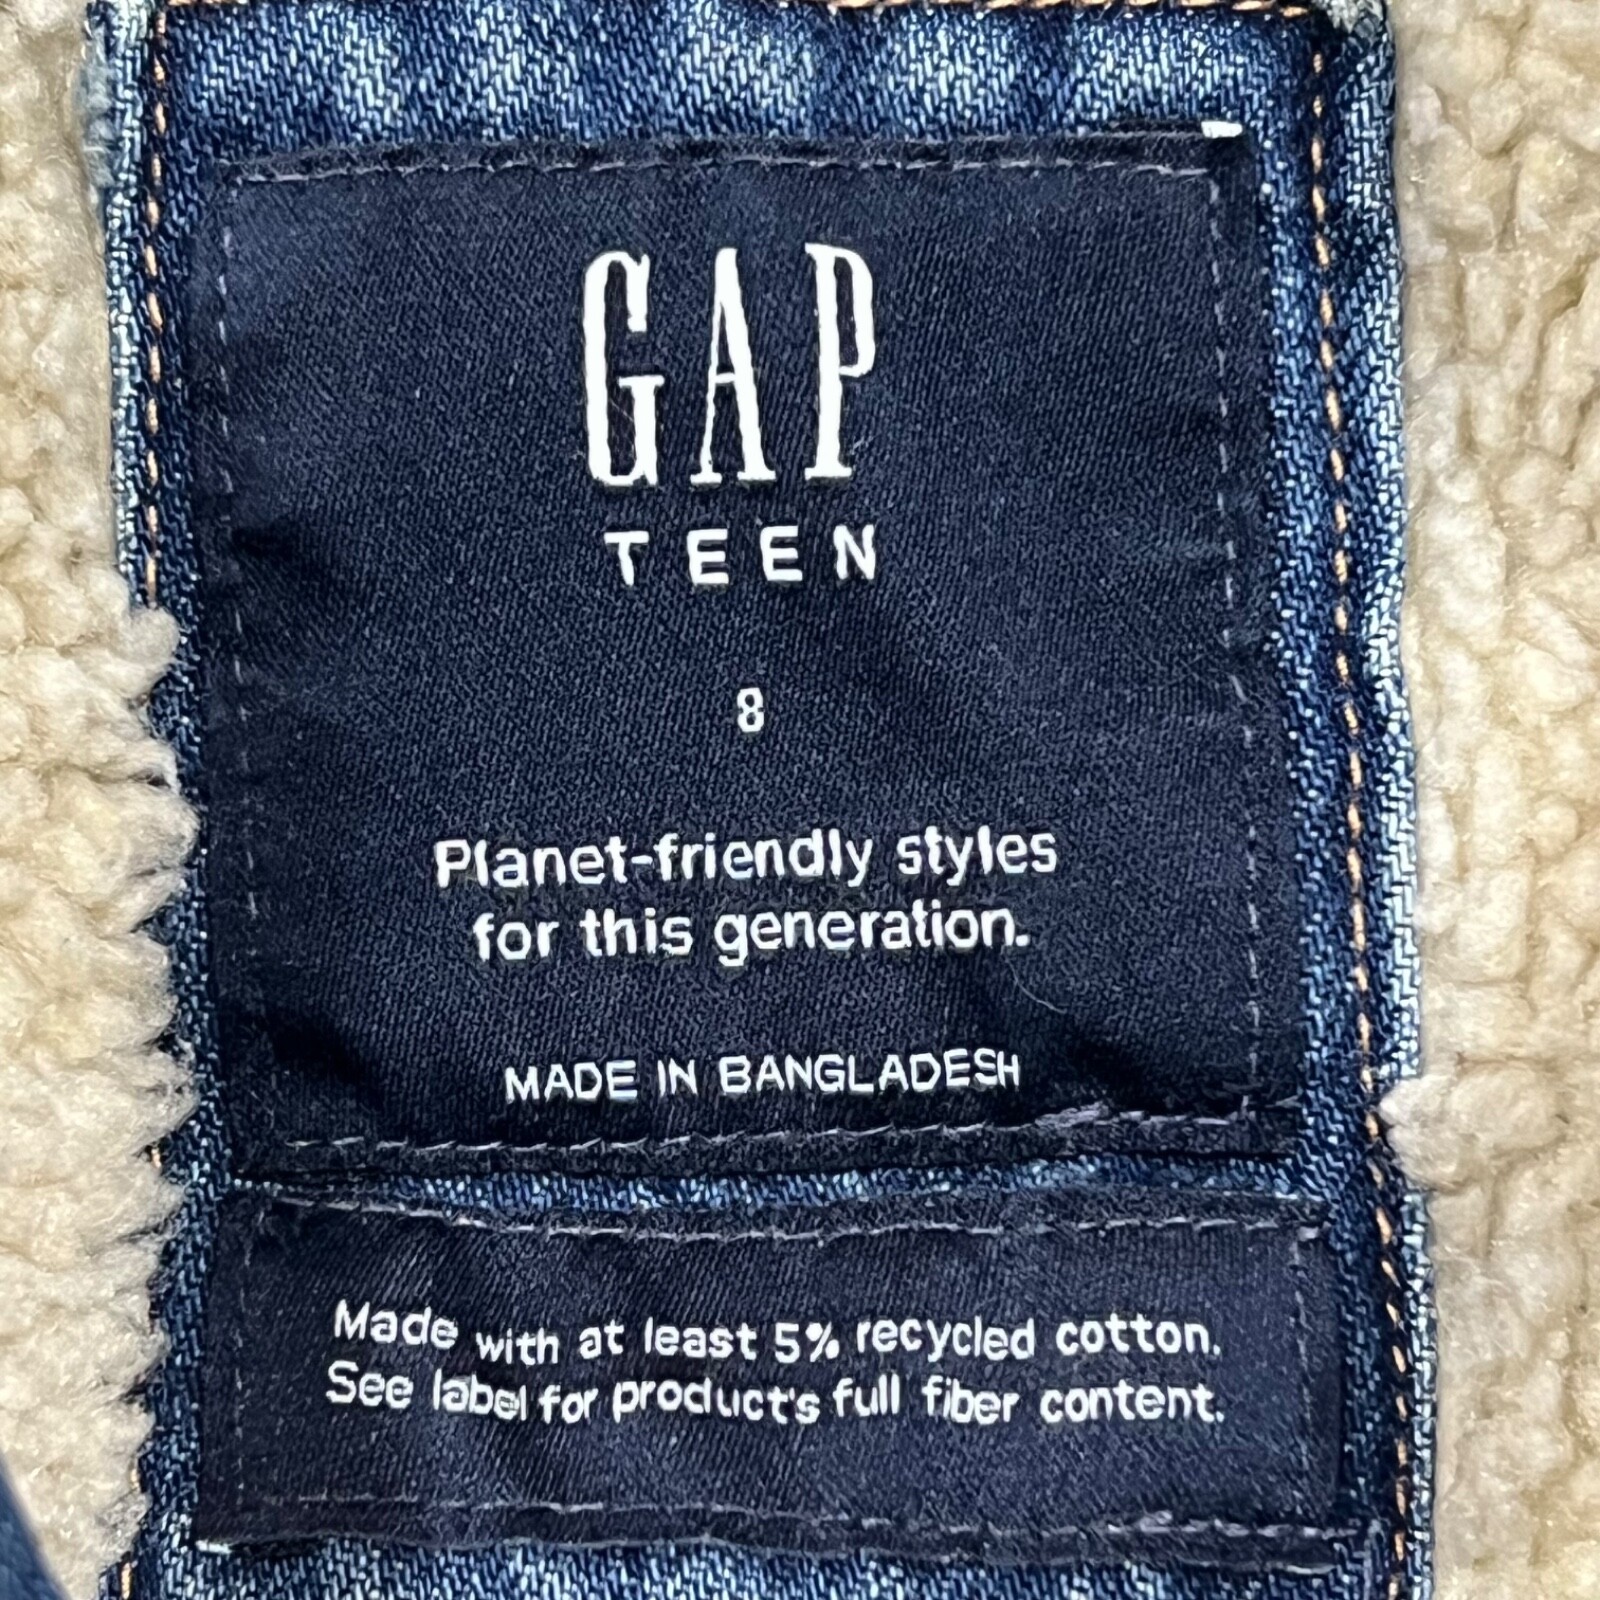 GAP
TEEN
8
Planet-friendly styles
for this generation.
MADE IN BANGLADESH
Made with at least 5% recycled cotton.
See label for product's full fiber content.